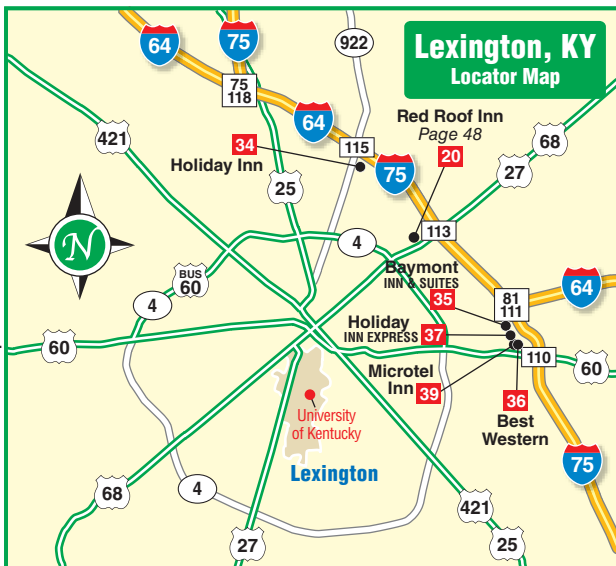 Lexington, KY
Locator Map
64
75
922
75
118
421
64
Red Roof Inn
Page 48
34
115
20
68
Holiday Inn
75
27
25
113
4
N
BUS
60
Baymont
INN & SUITES
64
4
35
81
111
Holiday
INN EXPRESS
37
60
110
Microtel
Inn
39
36
60
University
of Kentucky
Best
Western
Lexington
75
68
4
421
27
25